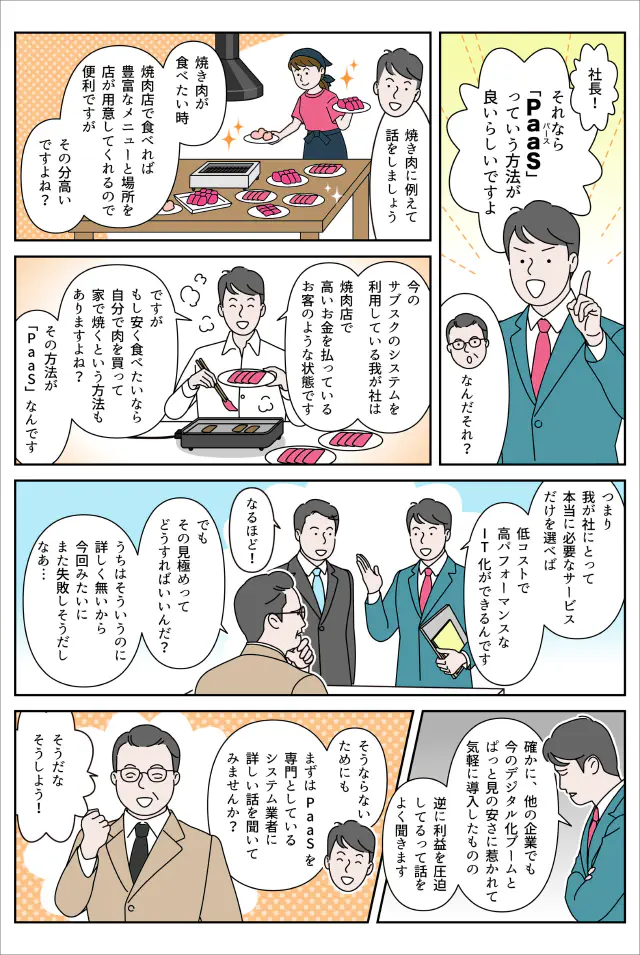 社長！
それなら
「PaaS」
パース
っていう方法が
良いらしいですよ
なんだそれ？
焼き肉に例えて
話をしましょう
焼き肉が
食べたい時
焼肉店で食べれば
豊富なメニューと場所を
店が用意してくれるので
便利ですが
その分高い
ですよね？
今の
サブスクのシステムを
利用している我が社は
焼肉店で
高いお金を払っている
お客のような状態です
ですが
もし安く食べたいなら
自分で肉を買って
家で焼くという方法も
ありますよね？
その方法が
「PaaS」なんです
つまり
我が社にとって
本当に必要なサービス
だけを選べば
低コストで
高パフォーマンスな
IT化ができるんです
なるほど！
でも
その見極めって
どうすればいいんだ？
うちはそういうのに
詳しく無いから
今回みたいに
また失敗しそうだし
なあ…
確かに、他の企業でも
今のデジタル化ブームと
ぱっと見の安さに惹かれて
気軽に導入したものの
逆に利益を圧迫
してるって話を
よく聞きます
そうならない
ためにも
まずはPaaSを
専門としている
システム業者に
詳しい話を聞いて
みませんか？
そうだな
そうしよう！